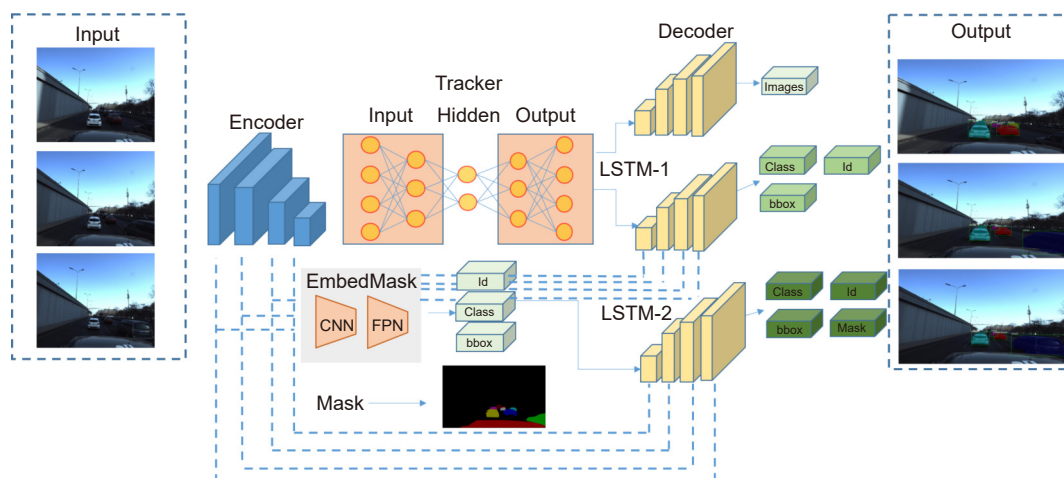 Input
Encoder
Tracker
Input
Hidden
Output
Decoder
Images
LSTM-1
Class
Id
bbox
EmbedMask
CNN
FPN
Id
Class
bbox
LSTM-2
Class
Id
bbox
Mask
Mask
Output